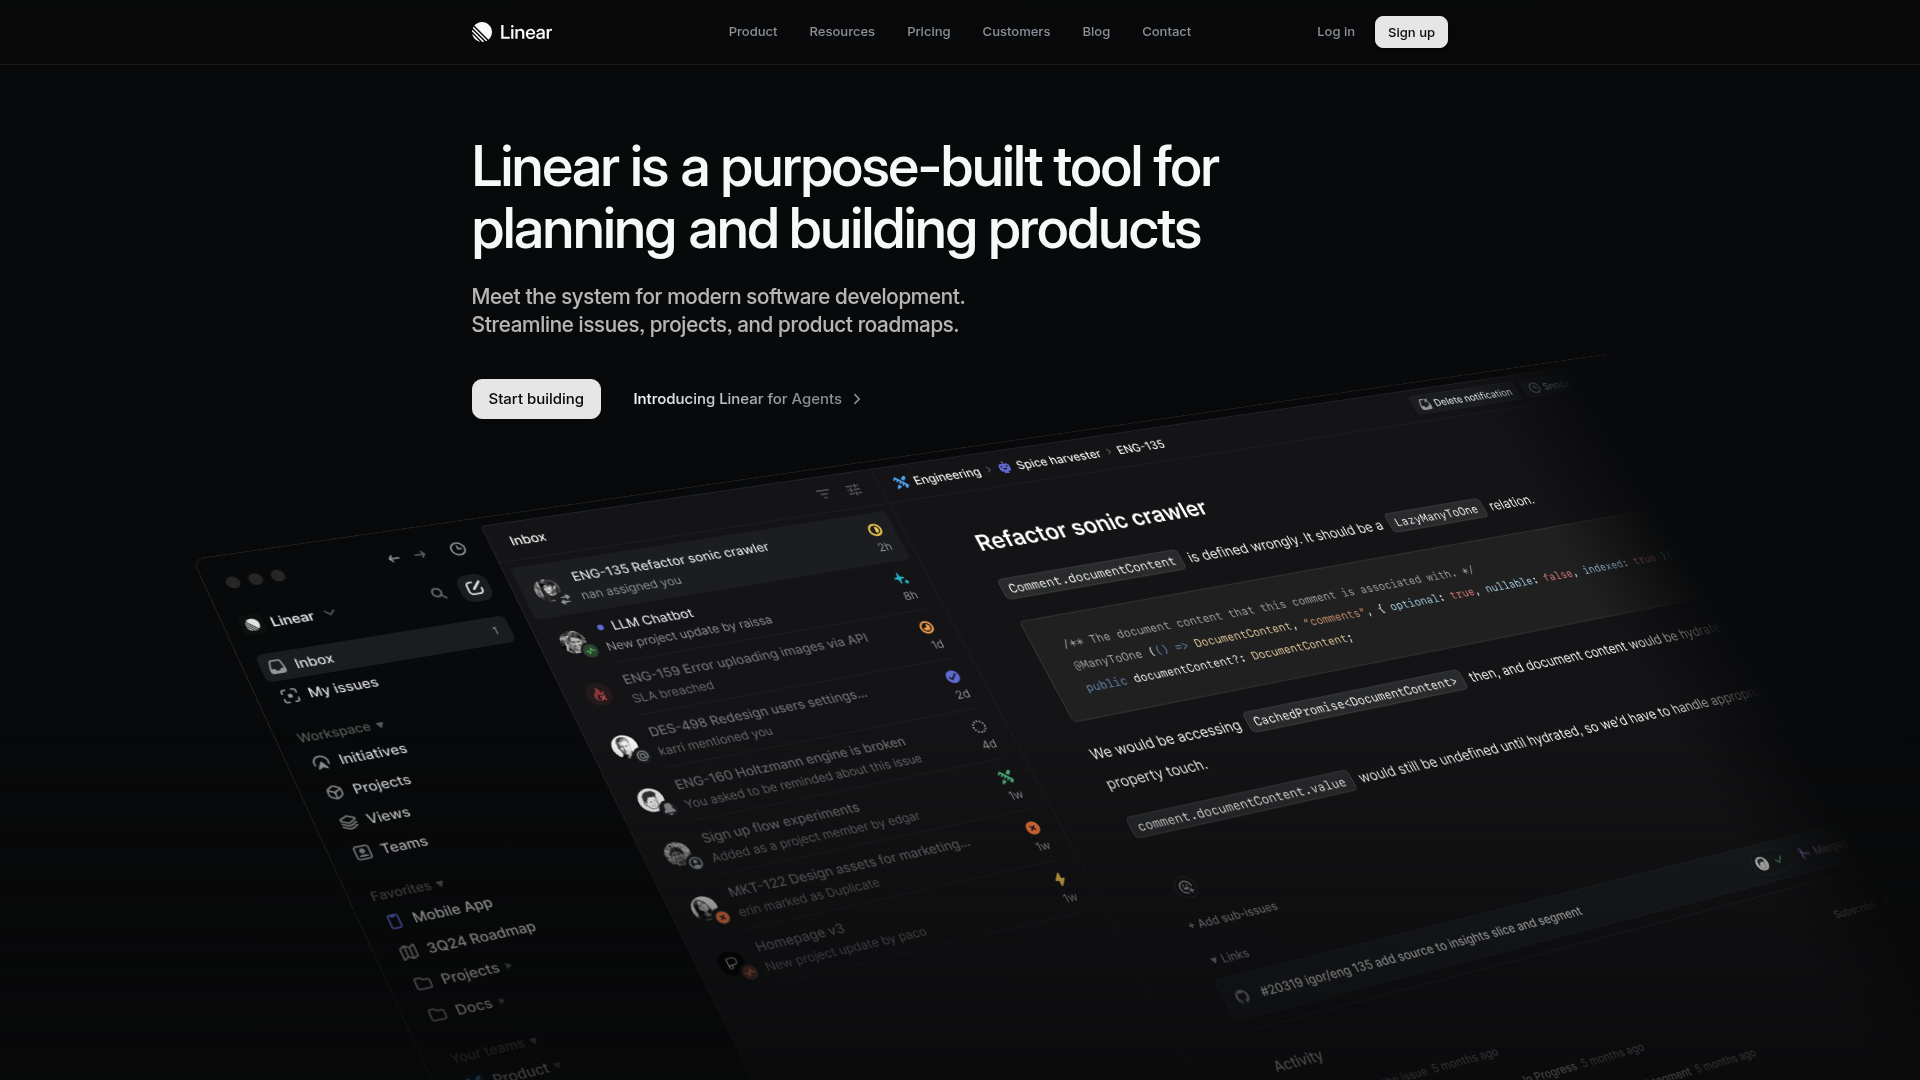 Linear
Product
Resources
Pricing
Customers
Blog
Contact
Log in
Sign up
Linear is a purpose-built tool for
planning and building products
Meet the system for modern software development.
Streamline issues, projects, and product roadmaps.
Start building
Introducing Linear for Agents
Linear
Inbox
1
My issues
Workspace
Initiatives
Projects
Views
Teams
Favorites
Mobile App
3Q24 Roadmap
Projects
Docs
Your teams
Product
Inbox
ENG-135 Refactor sonic crawler
nan assigned you
2h
LLM Chatbot
New project update by raissa
8h
ENG-159 Error uploading images via API
SLA breached
1d
DES-498 Redesign users settings...
karri mentioned you
2d
ENG-160 Holtzmann engine is broken
You asked to be reminded about this issue
4d
Sign up flow experiments
Added as a project member by edgar
1w
MKT-122 Design assets for marketing...
erin marked as Duplicate
1w
Homepage v3
New project update by paco
1w
Engineering › Spice harvester › ENG-135
Delete notification
Refactor sonic crawler
Comment.documentContent is defined wrongly. It should be a LazyManyToOne relation.
/** The document content that this comment is associated with. */
@ManyToOne (() => DocumentContent, "comments", { optional: true, nullable: false, indexed: true })
public documentContent?: DocumentContent;
We would be accessing CachedPromise<DocumentContent> then, and document content would be
property touch.
comment.documentContent.value would still be undefined until hydrated, so we'd have to handle
+ Add sub-issues
Links
#20319 igor/eng 135 add source to insights slice and segment
Subscribe
Activity
issue 5 months ago
In Progress 5 months ago
5 months ago